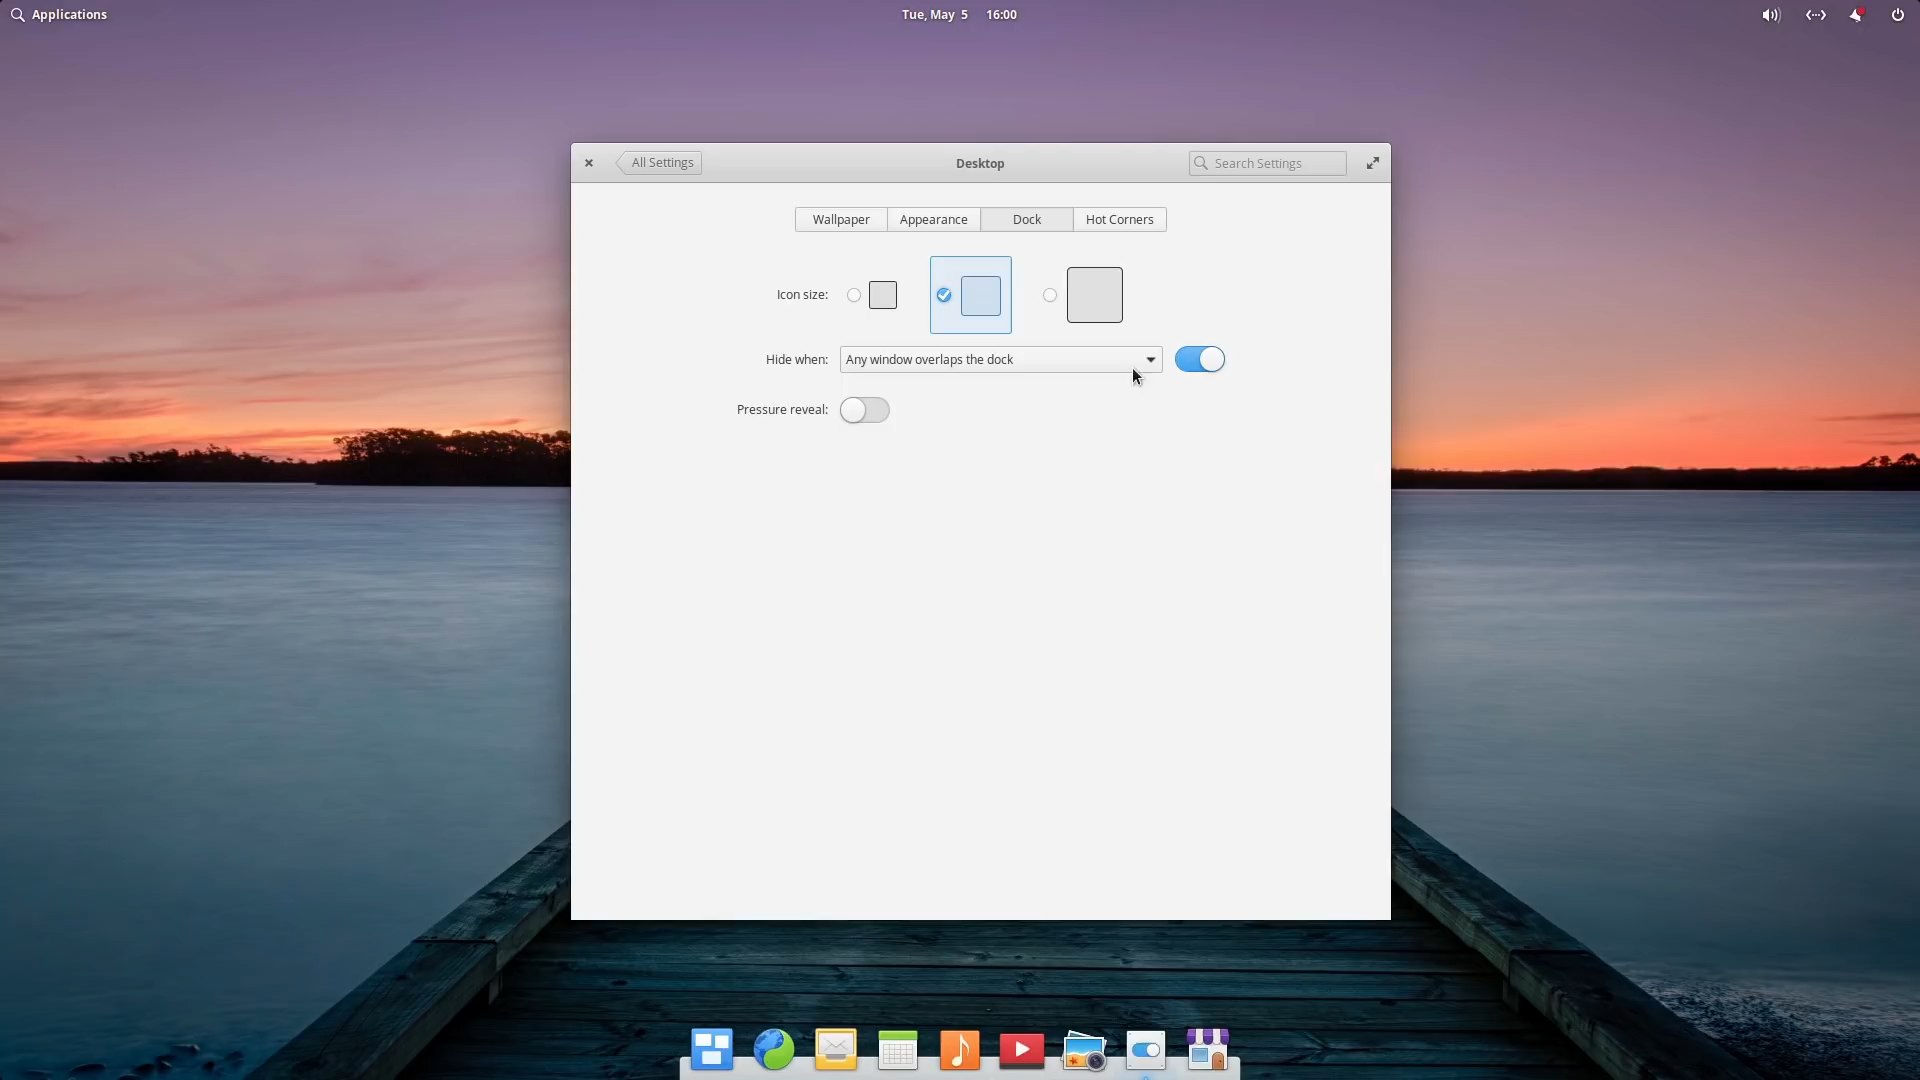 Applications
Tue, May 5 16:00
All Settings
Desktop
Search Settings
Wallpaper
Appearance
Dock
Hot Corners
Icon size:
Hide when:
Any window overlaps the dock
Pressure reveal: